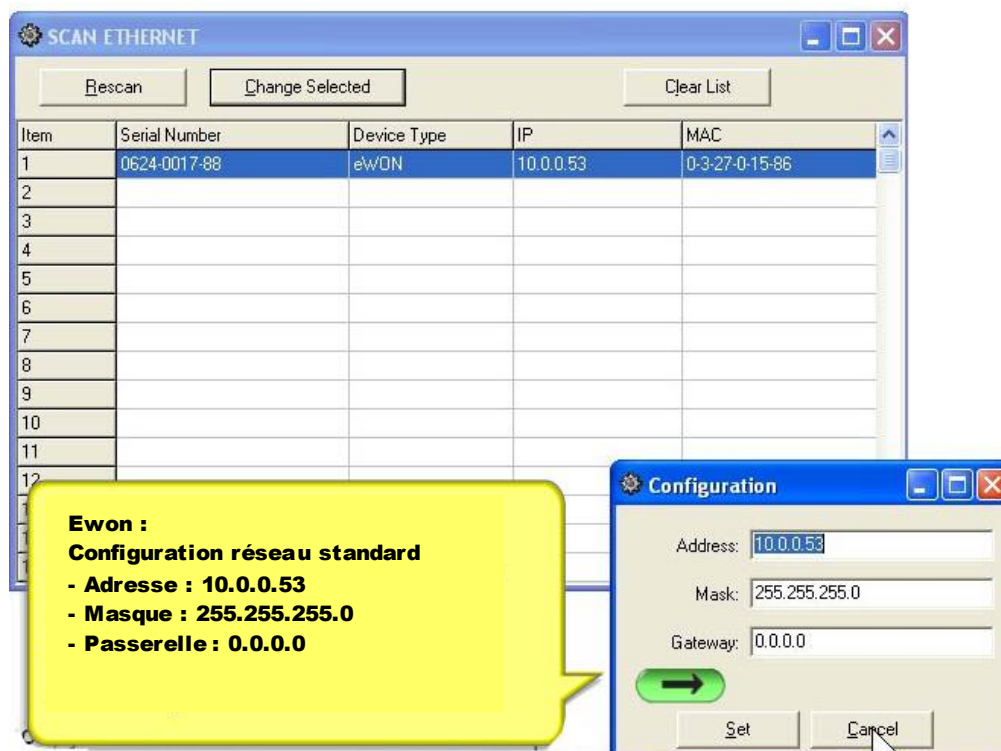 SCAN ETHERNET
Rescan Change Selected Clear List
Item Serial Number Device Type IP MAC
1 0624-0017-88 eWON 10.0.0.53 0-3-27-0-15-86
2
3
4
5
6
7
8
9
10
11
12
Ewon :
Configuration réseau standard
- Adresse : 10.0.0.53
- Masque : 255.255.255.0
- Passerelle : 0.0.0.0
Configuration
Address: 10.0.0.53
Mask: 255.255.255.0
Gateway: 0.0.0.0
Set Cancel